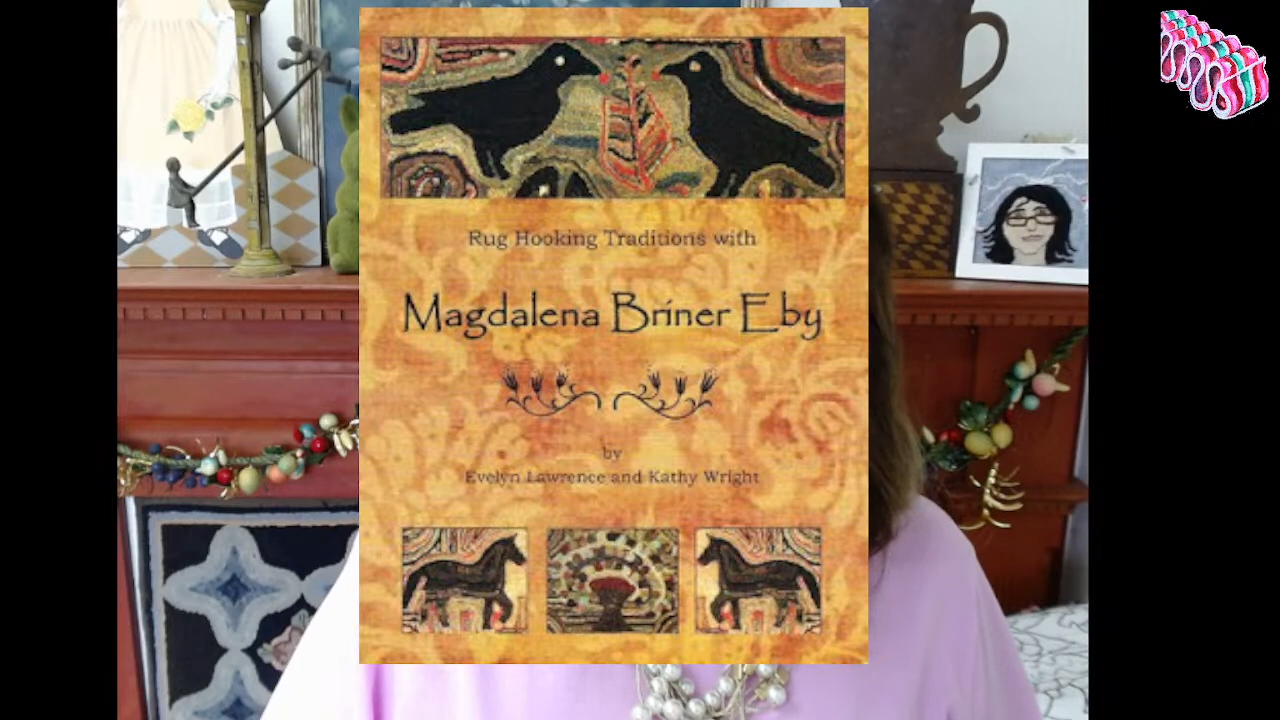 Rug Hooking Traditions with
Magdalena Briner Eby
by
Evelyn Lawrence and Kathy Wright